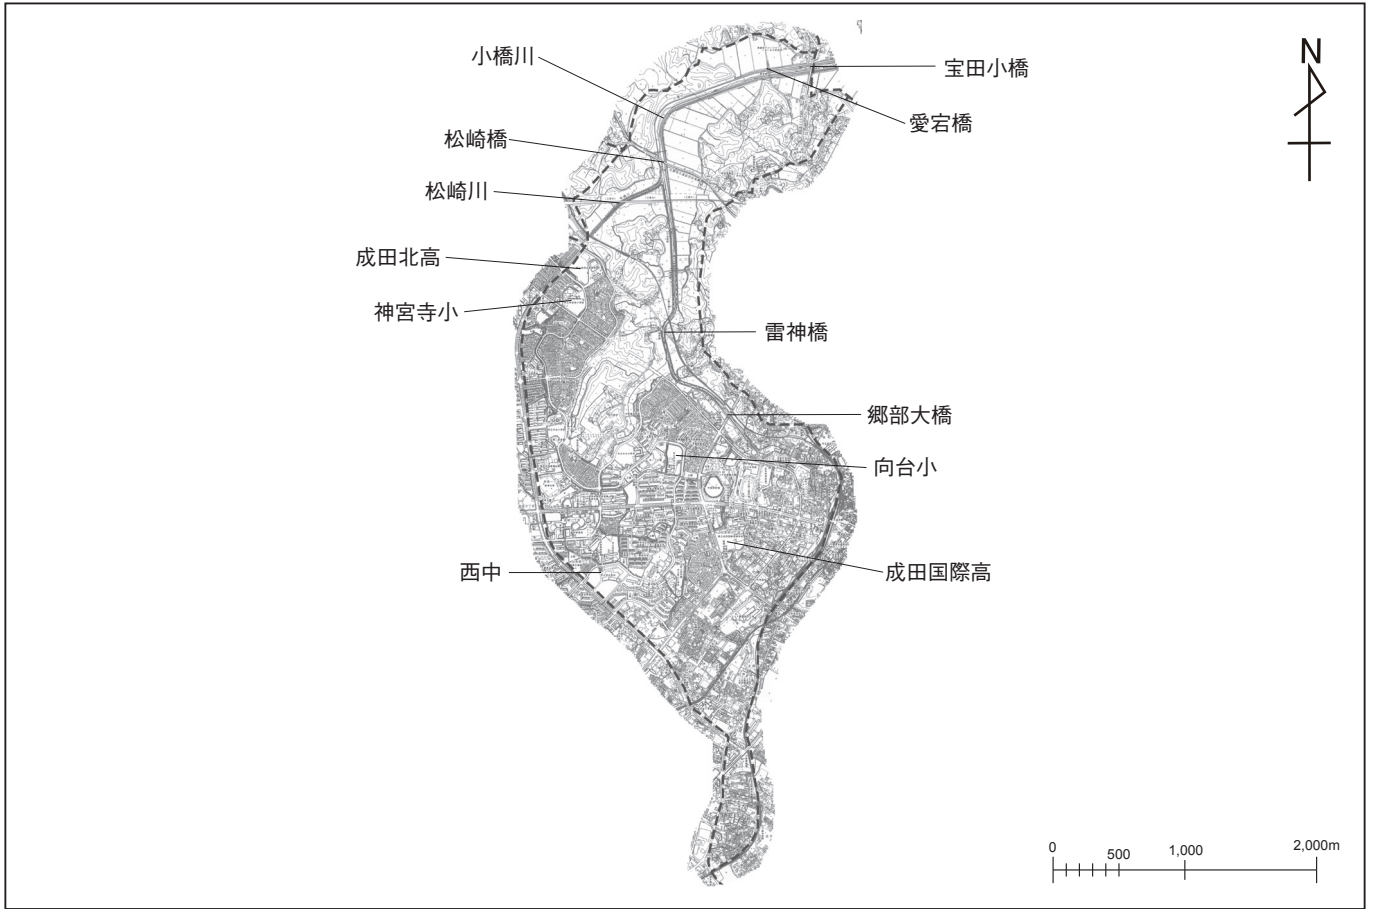 小橋川
宝田小橋
N
愛宕橋
松崎橋
松崎川
成田北高
神宮寺小
雷神橋
郷部大橋
向台小
西中
成田国際高
0
500
1,000
2,000m